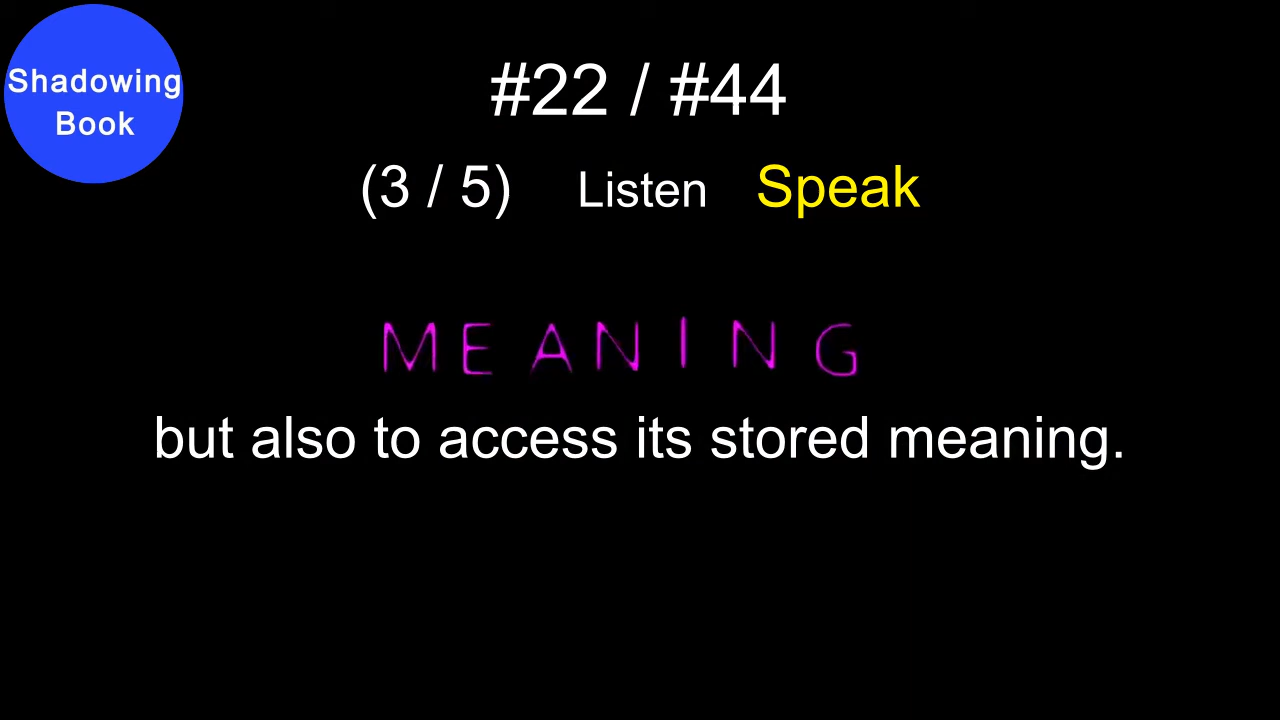 Shadowing
Book
#22 / #44
(3 / 5) Listen Speak
MEANING
but also to access its stored meaning.